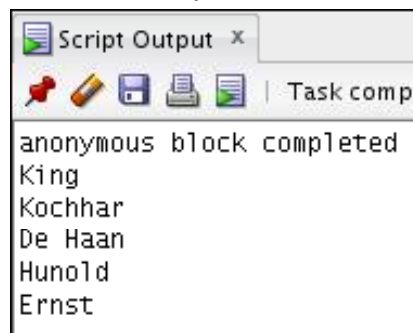 Script Output x
Task comp
anonymous block completed
King
Kochhar
De Haan
Hunold
Ernst